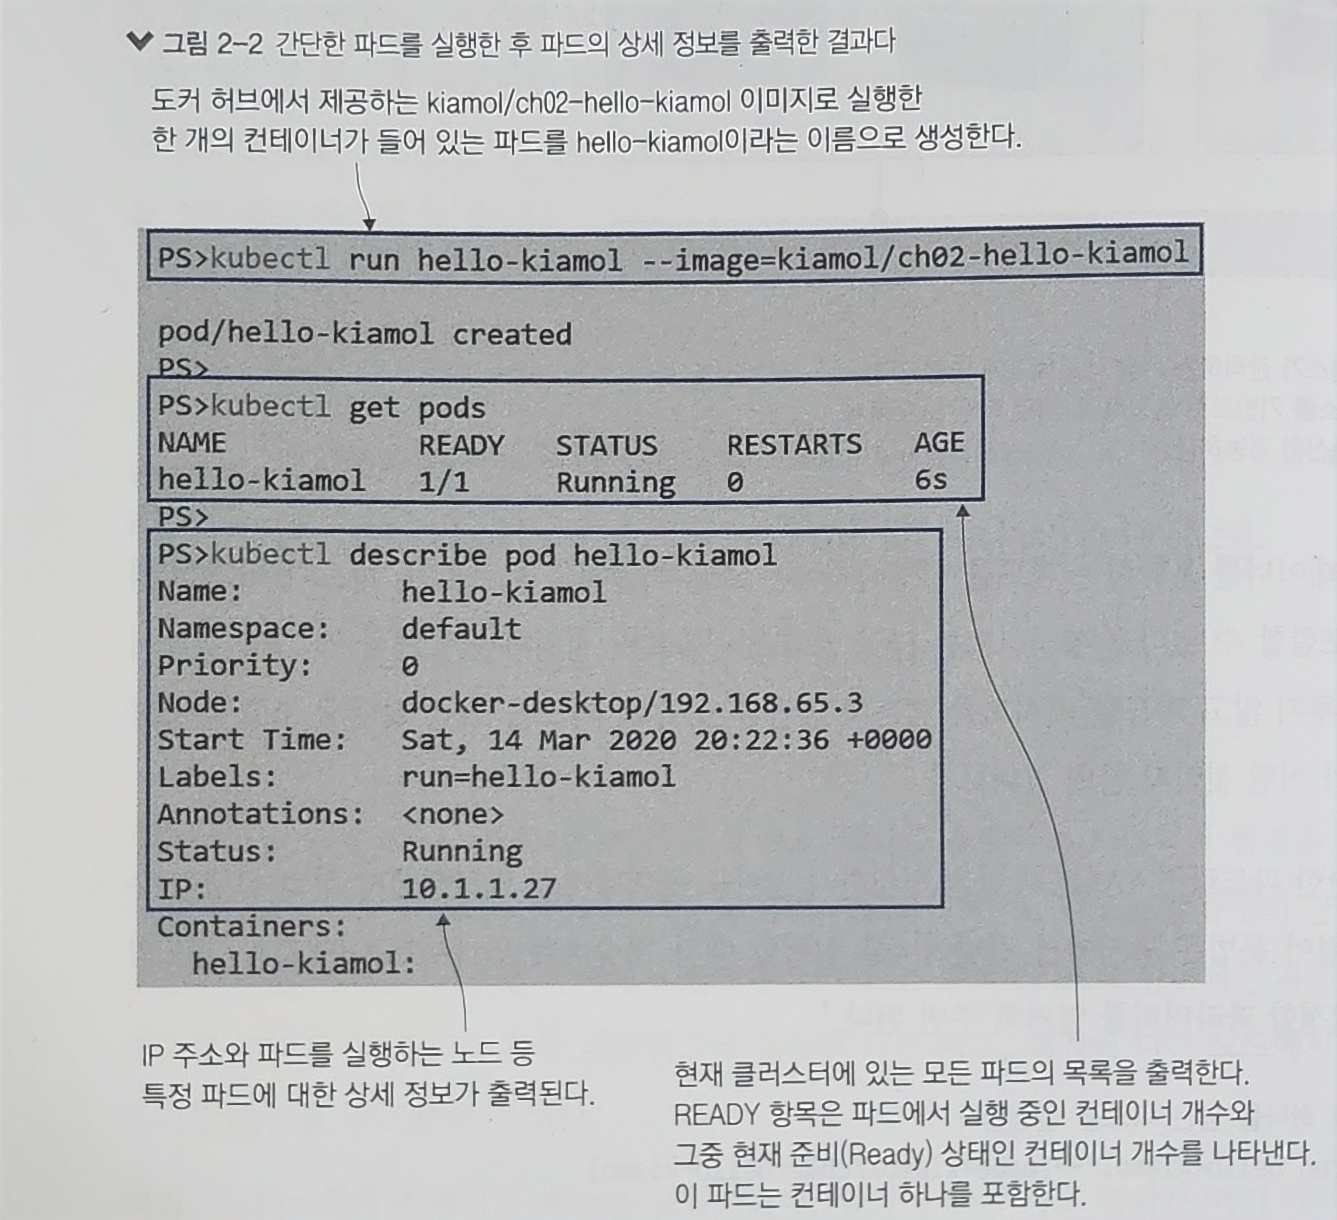 그림 2-2 간단한 파드를 실행한 후 파드의 상세 정보를 출력한 결과다
도커 허브에서 제공하는 kiamol/ch02-hello-kiamol 이미지로 실행한
한 개의 컨테이너가 들어 있는 파드를 hello-kiamol이라는 이름으로 생성한다.
PS>kubectl run hello-kiamol --image=kiamol/ch02-hello-kiamol
pod/hello-kiamol created
PS>
PS>kubectl get pods
NAME READY STATUS RESTARTS AGE
hello-kiamol 1/1 Running 0 6s
PS>
PS>kubectl describe pod hello-kiamol
Name: hello-kiamol
Namespace: default
Priority: 0
Node: docker-desktop/192.168.65.3
Start Time: Sat, 14 Mar 2020 20:22:36 +0000
Labels: run=hello-kiamol
Annotations: <none>
Status: Running
IP: 10.1.1.27
Containers:
hello-kiamol:
IP 주소와 파드를 실행하는 노드 등
특정 파드에 대한 상세 정보가 출력된다.
현재 클러스터에 있는 모든 파드의 목록을 출력한다.
READY 항목은 파드에서 실행 중인 컨테이너 개수와
그중 현재 준비(Ready) 상태인 컨테이너 개수를 나타낸다.
이 파드는 컨테이너 하나를 포함한다.